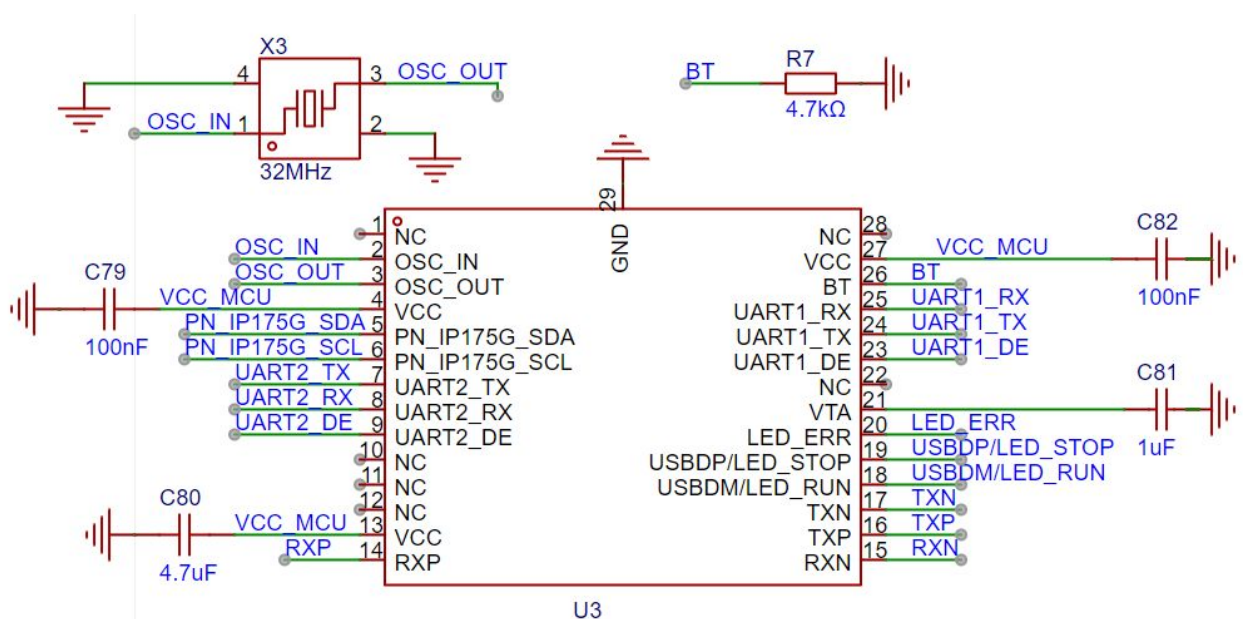 X3
4
3
OSC_OUT
OSC_IN
1
2
32MHz
BT
R7
4.7kΩ
29
GND
1
NC
OSC_IN
2
OSC_IN
OSC_OUT
3
OSC_OUT
C79
100nF
VCC_MCU
4
VCC
PN_IP175G_SDA
5
PN_IP175G_SDA
PN_IP175G_SCL
6
PN_IP175G_SCL
UART2_TX
7
UART2_TX
UART2_RX
8
UART2_RX
UART2_DE
9
UART2_DE
10
NC
11
NC
12
NC
C80
4.7uF
VCC_MCU
13
VCC
RXP
14
RXP
NC
28
VCC
27
VCC_MCU
C82
100nF
BT
26
BT
UART1_RX
25
UART1_RX
UART1_TX
24
UART1_TX
UART1_DE
23
UART1_DE
NC
22
VTA
21
C81
1uF
LED_ERR
20
LED_ERR
USBDP/LED_STOP
19
USBDP/LED_STOP
USBDM/LED_RUN
18
USBDM/LED_RUN
TXN
17
TXN
TXP
16
TXP
RXN
15
RXN
U3